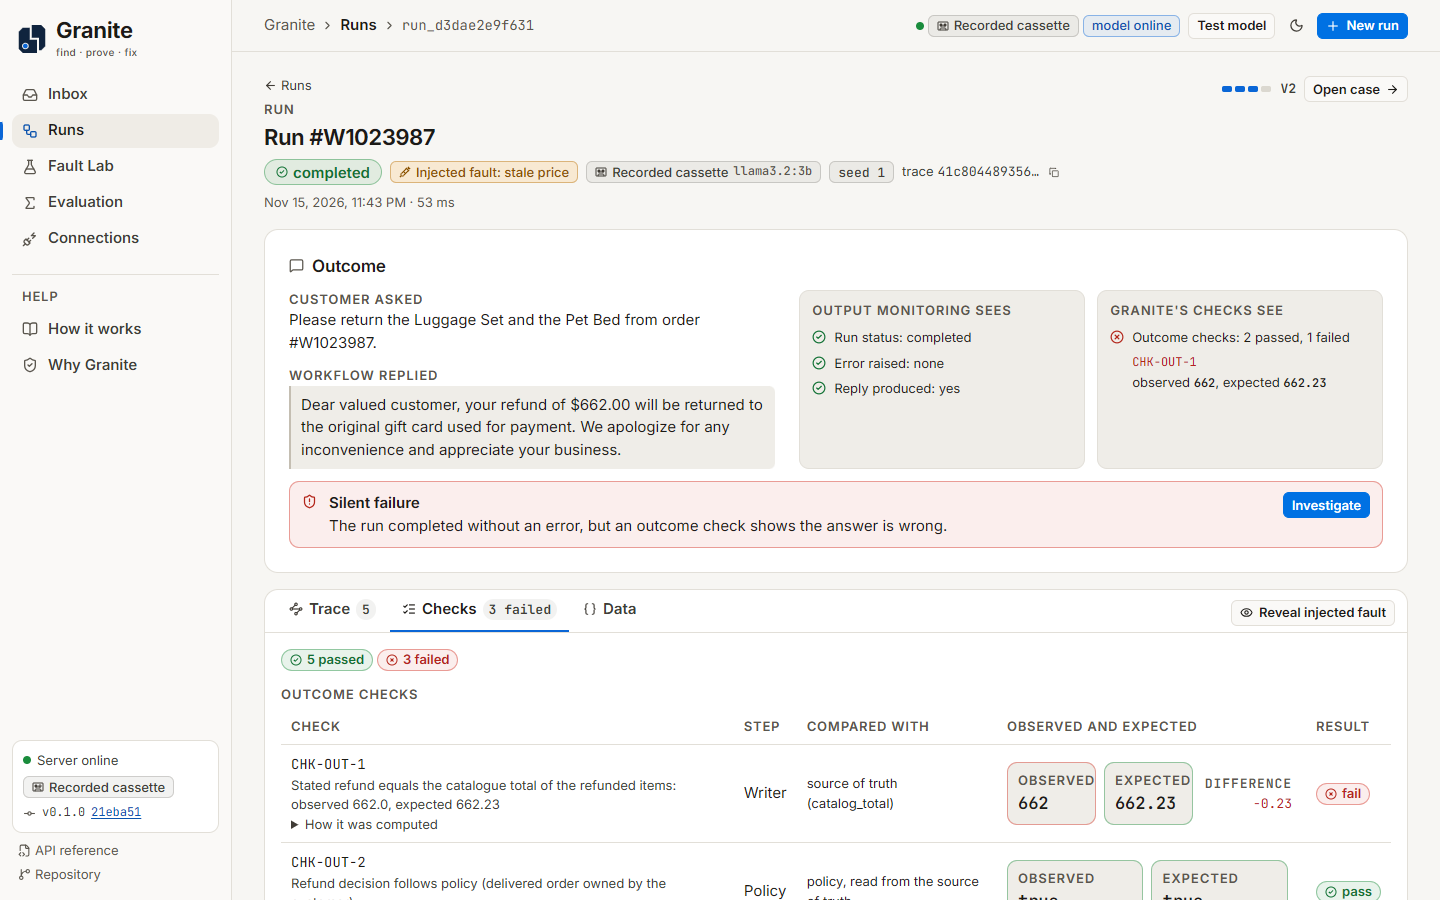 Granite
find · prove · fix
Inbox
Runs
Fault Lab
Evaluation
Connections
HELP
How it works
Why Granite
Server online
Recorded cassette
v0.1.0 21eba51
API reference
Repository
Granite > Runs > run_d3dae2e9f631
Recorded cassette model online Test model + New run
← Runs
V2 Open case →
RUN
Run #W1023987
completed Injected fault: stale price Recorded cassette llama3.2:3b seed 1 trace 41c804489356…
Nov 15, 2026, 11:43 PM · 53 ms
Outcome
CUSTOMER ASKED
Please return the Luggage Set and the Pet Bed from order
#W1023987.
WORKFLOW REPLIED
Dear valued customer, your refund of $662.00 will be returned to
the original gift card used for payment. We apologize for any
inconvenience and appreciate your business.
OUTPUT MONITORING SEES
Run status: completed
Error raised: none
Reply produced: yes
GRANITE'S CHECKS SEE
Outcome checks: 2 passed, 1 failed
CHK-OUT-1
observed 662, expected 662.23
Silent failure
The run completed without an error, but an outcome check shows the answer is wrong.
Investigate
Trace 5 Checks 3 failed {} Data
Reveal injected fault
5 passed 3 failed
OUTCOME CHECKS
CHECK STEP COMPARED WITH OBSERVED AND EXPECTED RESULT
CHK-OUT-1
Stated refund equals the catalogue total of the refunded items:
observed 662.0, expected 662.23
How it was computed
Writer
source of truth
(catalog_total)
OBSERVED
662
EXPECTED
662.23
DIFFERENCE
-0.23
fail
CHK-OUT-2
Refund decision follows policy (delivered order owned by the
Policy
policy, read from the source
OBSERVED
EXPECTED
pass